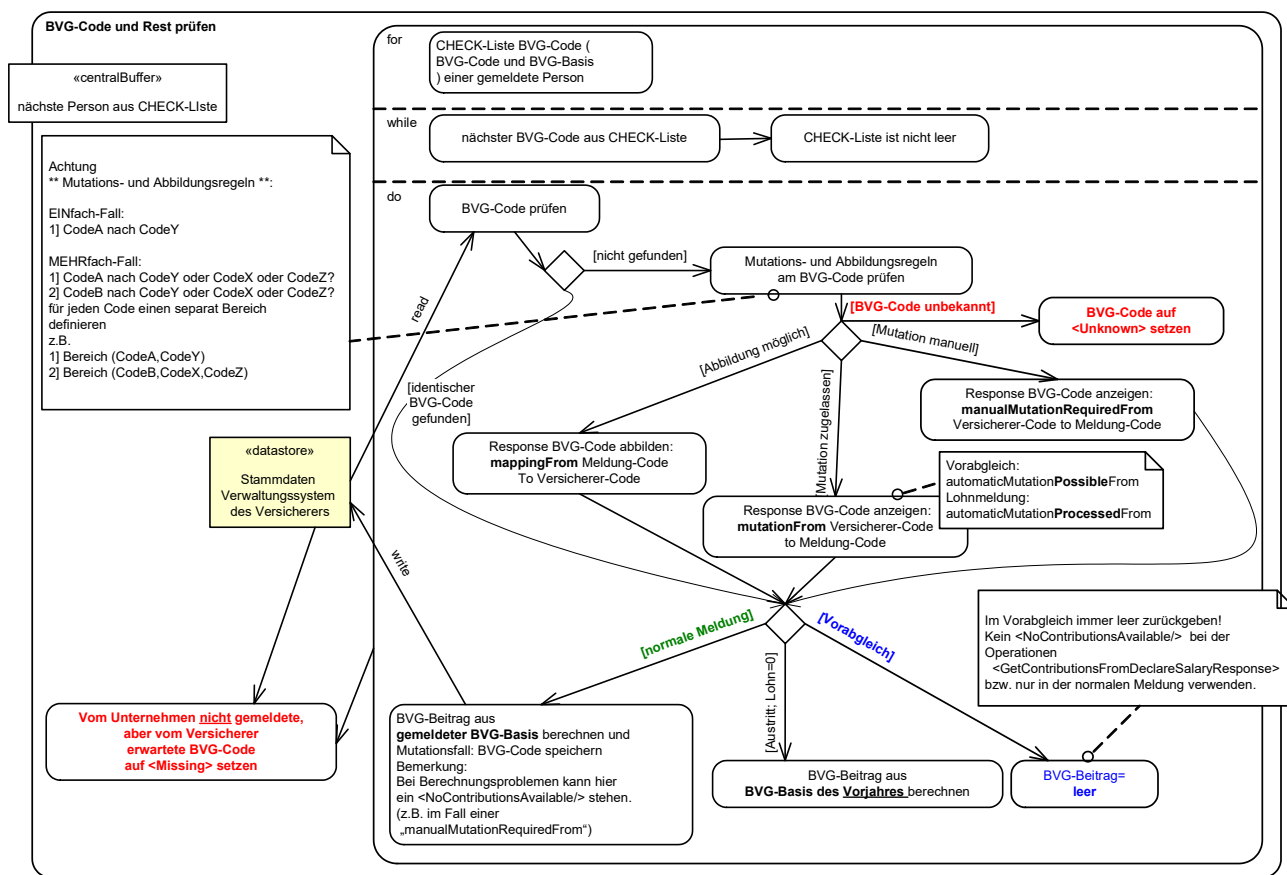 BVG-Code und Rest prüfen
«centralBuffer»
nächste Person aus CHECK-LIste
for
CHECK-Liste BVG-Code (
BVG-Code und BVG-Basis
) einer gemeldete Person
while
nächster BVG-Code aus CHECK-Liste
CHECK-Liste ist nicht leer
Achtung
** Mutations- und Abbildungsregeln **:
EINfach-Fall:
1] CodeA nach CodeY
MEHRfach-Fall:
1] CodeA nach CodeY oder CodeX oder CodeZ?
2] CodeB nach CodeY oder CodeX oder CodeZ?
für jeden Code einen separat Bereich
definieren
z.B.
1] Bereich (CodeA,CodeY)
2] Bereich (CodeB,CodeX,CodeZ)
do
BVG-Code prüfen
[nicht gefunden]
Mutations- und Abbildungsregeln
am BVG-Code prüfen
read
[BVG-Code unbekannt]
BVG-Code auf
<Unknown> setzen
[Abbildung möglich]
[Mutation manuell]
[identischer
BVG-Code
gefunden]
[Mutation zugelassen]
Response BVG-Code anzeigen:
manualMutationRequiredFrom
Versicherer-Code to Meldung-Code
Response BVG-Code abbilden:
mappingFrom Meldung-Code
To Versicherer-Code
«datastore»
Stammdaten
Verwaltungssystem
des Versicherers
Vorabgleich:
automaticMutationPossibleFrom
Lohnmeldung:
automaticMutationProcessedFrom
Response BVG-Code anzeigen:
mutationFrom Versicherer-Code
to Meldung-Code
write
[normale Meldung]
[Austritt; Lohn=0]
[Vorabgleich]
Im Vorabgleich immer leer zurückgeben!
Kein <NoContributionsAvailable/> bei der
Operationen
<GetContributionsFromDeclareSalaryResponse>
bzw. nur in der normalen Meldung verwenden.
Vom Unternehmen nicht gemeldete,
aber vom Versicherer
erwartete BVG-Code
auf <Missing> setzen
BVG-Beitrag aus
gemeldeter BVG-Basis berechnen und
Mutationsfall: BVG-Code speichern
Bemerkung:
Bei Berechnungsproblemen kann hier
ein <NoContributionsAvailable/> stehen.
(z.B. im Fall einer
„manualMutationRequiredFrom“)
BVG-Beitrag aus
BVG-Basis des Vorjahres berechnen
BVG-Beitrag=
leer